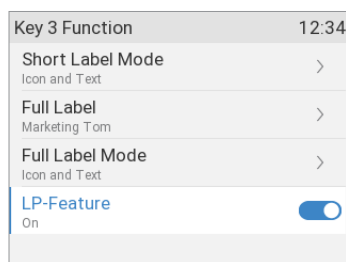 Key 3 Function 12:34
Short Label Mode
Icon and Text
Full Label
Marketing Tom
Full Label Mode
Icon and Text
LP-Feature
On